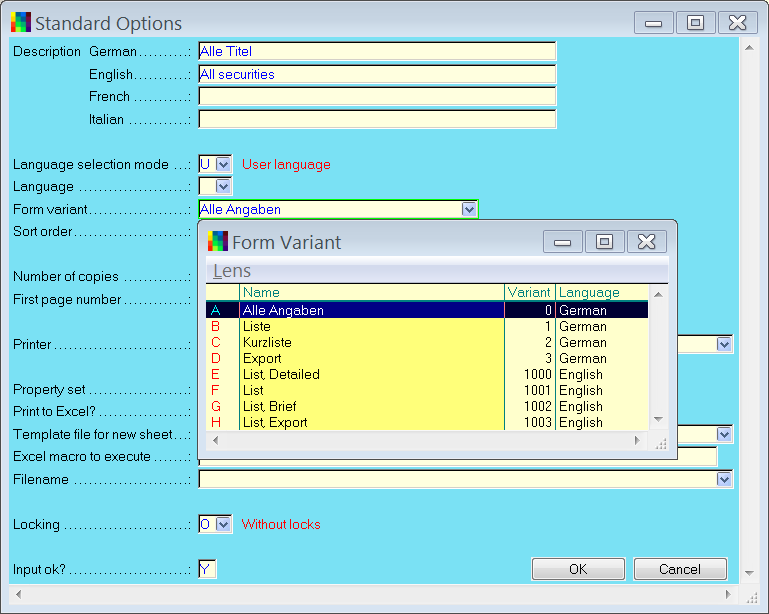 Standard Options
Description German..........: Alle Titel
English...........: All securities
French ...........:
Italian ............:
Language selection mode ...: U User language
Language ......................:
Form variant....................: Alle Angaben
Sort order.......................:
Form Variant
Lens
Name Variant Language
A Alle Angaben 0 German
B Liste 1 German
C Kurzliste 2 German
D Export 3 German
E List, Detailed 1000 English
F List 1001 English
G List, Brief 1002 English
H List, Export 1003 English
Number of copies ..............:
First page number .............:
Printer ...........................:
Property set ....................:
Print to Excel? ..................:
Template file for new sheet...:
Excel macro to execute .......:
Filename ........................:
Locking .........................: O Without locks
Input ok? ........................: Y
OK Cancel